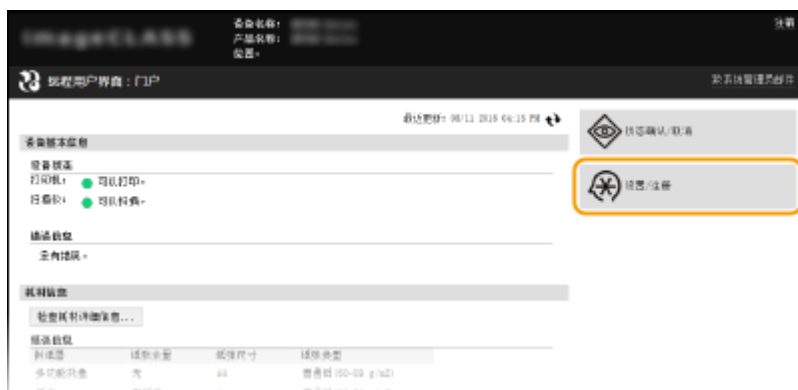 设备名称:
产品名称:
位置:
注销
远程用户界面:门户
致系统管理员邮件
最近更新: 08/11 2016 04:15 PM
设备基本信息
设备状态
打印机: 可以打印。
扫描仪: 可以扫描。
错误信息
没有错误。
耗材信息
检查耗材详细信息...
纸张信息
纸张余量 纸张尺寸 纸张类型
多功能托盘 无 普通纸 (60-89 g/m2)
状态确认/取消
设置/注册